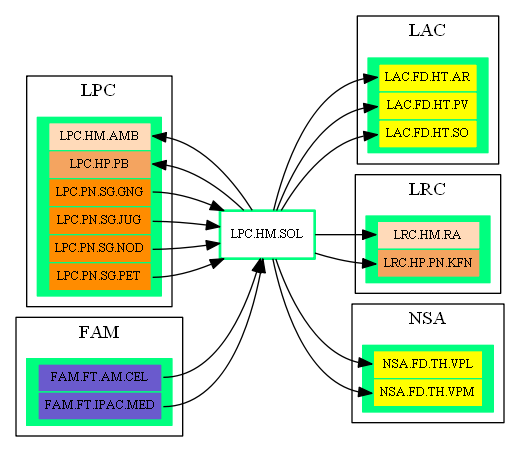 LPC
LPC.HM.AMB
LPC.HP.PB
LPC.PN.SG.GNG
LPC.PN.SG.JUG
LPC.PN.SG.NOD
LPC.PN.SG.PET
FAM
FAM.FT.AM.CEL
FAM.FT.IPAC.MED
LPC.HM.SOL
LAC
LAC.FD.HT.AR
LAC.FD.HT.PV
LAC.FD.HT.SO
LRC
LRC.HM.RA
LRC.HP.PN.KFN
NSA
NSA.FD.TH.VPL
NSA.FD.TH.VPM